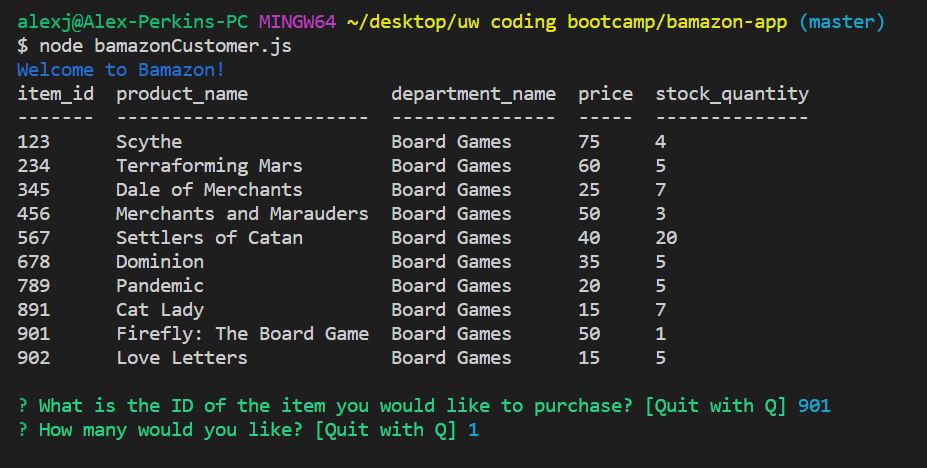 alexj@Alex-Perkins-PC MINGW64 ~/desktop/uw coding bootcamp/bamazon-app (master)
$ node bamazonCustomer.js
Welcome to Bamazon!
item_id  product_name             department_name  price  stock_quantity
-------  -----------------------  ---------------  -----  --------------
123      Scythe                   Board Games      75     4
234      Terraforming Mars        Board Games      60     5
345      Dale of Merchants        Board Games      25     7
456      Merchants and Marauders  Board Games      50     3
567      Settlers of Catan        Board Games      40     20
678      Dominion                 Board Games      35     5
789      Pandemic                 Board Games      20     5
891      Cat Lady                 Board Games      15     7
901      Firefly: The Board Game  Board Games      50     1
902      Love Letters             Board Games      15     5
? What is the ID of the item you would like to purchase? [Quit with Q] 901
? How many would you like? [Quit with Q] 1